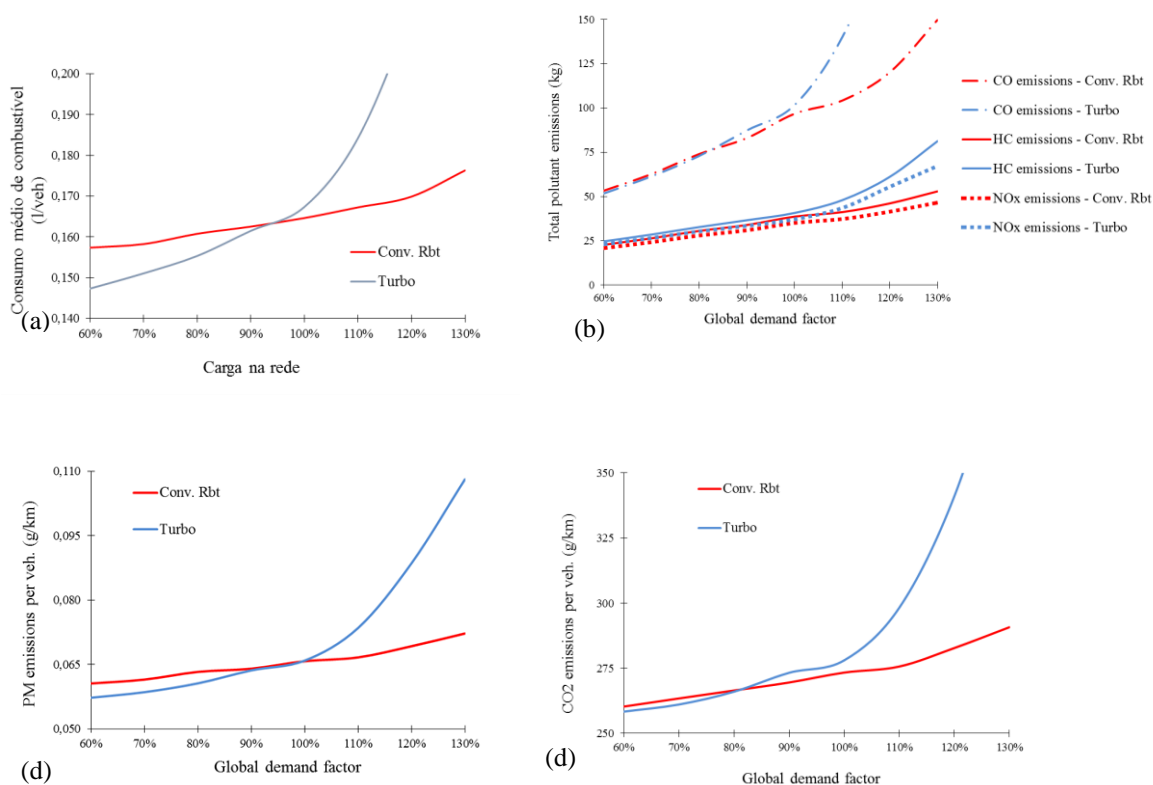 0,200
0,190
0,180
0,170
0,160
0,150
0,140
Consumo médio de combustível
(l/veh)
Conv. Rbt
Turbo
60% 70% 80% 90% 100% 110% 120% 130%
Carga na rede
(a)
150
125
100
75
50
25
0
Total polutant emissions (kg)
CO emissions - Conv. Rbt
CO emissions - Turbo
HC emissions - Conv. Rbt
HC emissions - Turbo
NOx emissions - Conv. Rbt
NOx emissions - Turbo
60% 70% 80% 90% 100% 110% 120% 130%
Global demand factor
(b)
0,110
0,095
0,080
0,065
0,050
PM emissions per veh. (g/km)
Conv. Rbt
Turbo
60% 70% 80% 90% 100% 110% 120% 130%
Global demand factor
(d)
350
325
300
275
250
CO2 emissions per veh. (g/km)
Conv. Rbt
Turbo
60% 70% 80% 90% 100% 110% 120% 130%
Global demand factor
(d)